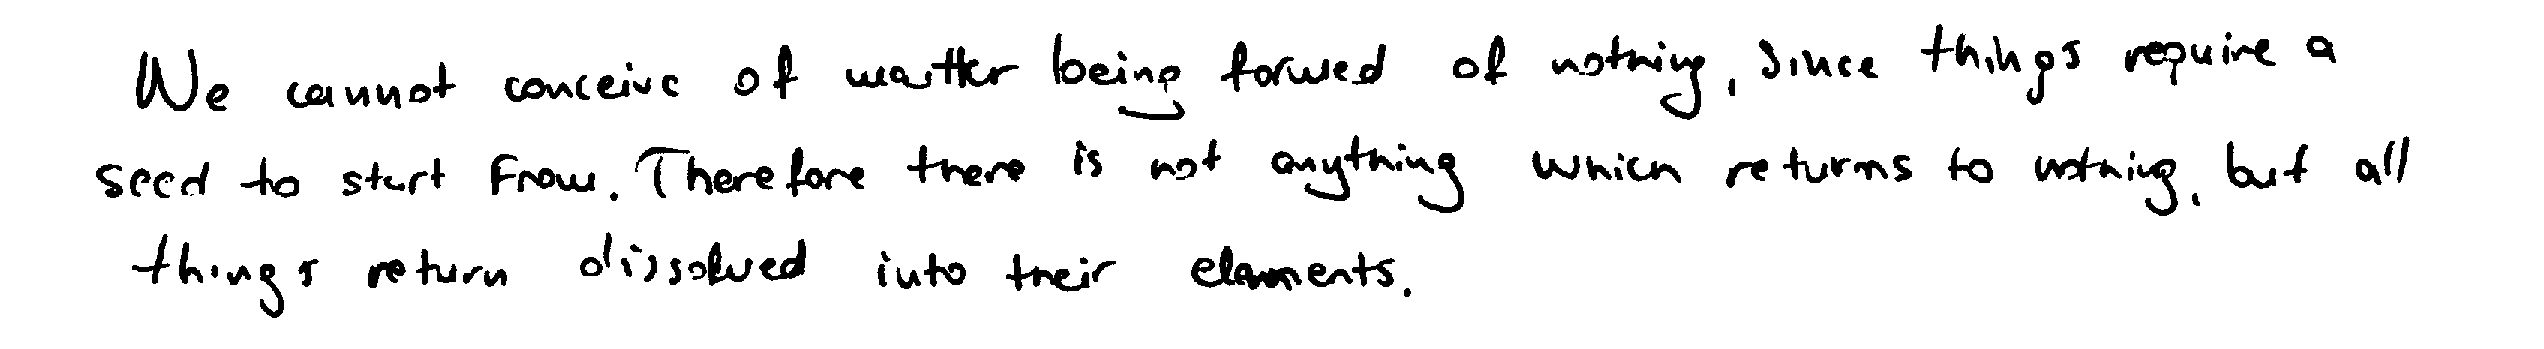 We cannot conceive of matter being formed of nothing, since things require a
seed to start from. Therefore there is not anything which returns to nothing, but all
things return dissolved into their elements.